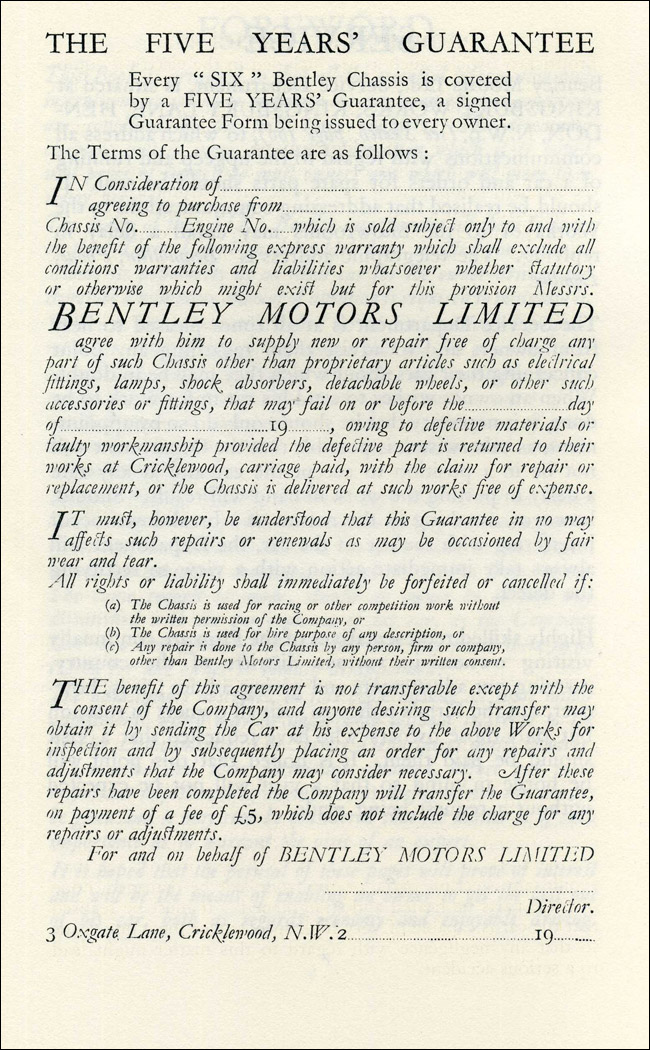 THE FIVE YEARS' GUARANTEE
Every "SIX" Bentley Chassis is covered
by a FIVE YEARS' Guarantee, a signed
Guarantee Form being issued to every owner.
The Terms of the Guarantee are as follows :
IN Consideration of........................
agreeing to purchase from........................
Chassis No.......Engine No.....which is sold subject only to and with
the benefit of the following express warranty which shall exclude all
conditions warranties and liabilities whatsoever whether statutory
or otherwise which might exist but for this provision Messrs.
BENTLEY MOTORS LIMITED
agree with him to supply new or repair free of charge any
part of such Chassis other than proprietary articles such as electrical
fittings, lamps, shock absorbers, detachable wheels, or other such
accessories or fittings, that may fail on or before the....................day
of........................19........, owing to defective materials or
faulty workmanship provided the defective part is returned to their
works at Cricklewood, carriage paid, with the claim for repair or
replacement, or the Chassis is delivered at such works free of expense.
IT must, however, be understood that this Guarantee in no way
affects such repairs or renewals as may be occasioned by fair
wear and tear.
All rights or liability shall immediately be forfeited or cancelled if:
(a) The Chassis is used for racing or other competition work without
the written permission of the Company, or
(b) The Chassis is used for hire purpose of any description, or
(c) Any repair is done to the Chassis by any person, firm or company,
other than Bentley Motors Limited, without their written consent.
THE benefit of this agreement is not transferable except with the
consent of the Company, and anyone desiring such transfer may
obtain it by sending the Car at his expense to the above Works for
inspection and by subsequently placing an order for any repairs and
adjustments that the Company may consider necessary. After these
repairs have been completed the Company will transfer the Guarantee,
on payment of a fee of £5, which does not include the charge for any
repairs or adjustments.
For and on behalf of BENTLEY MOTORS LIMITED
Director.
3 Oxgate Lane, Cricklewood, N.W.2........................19........